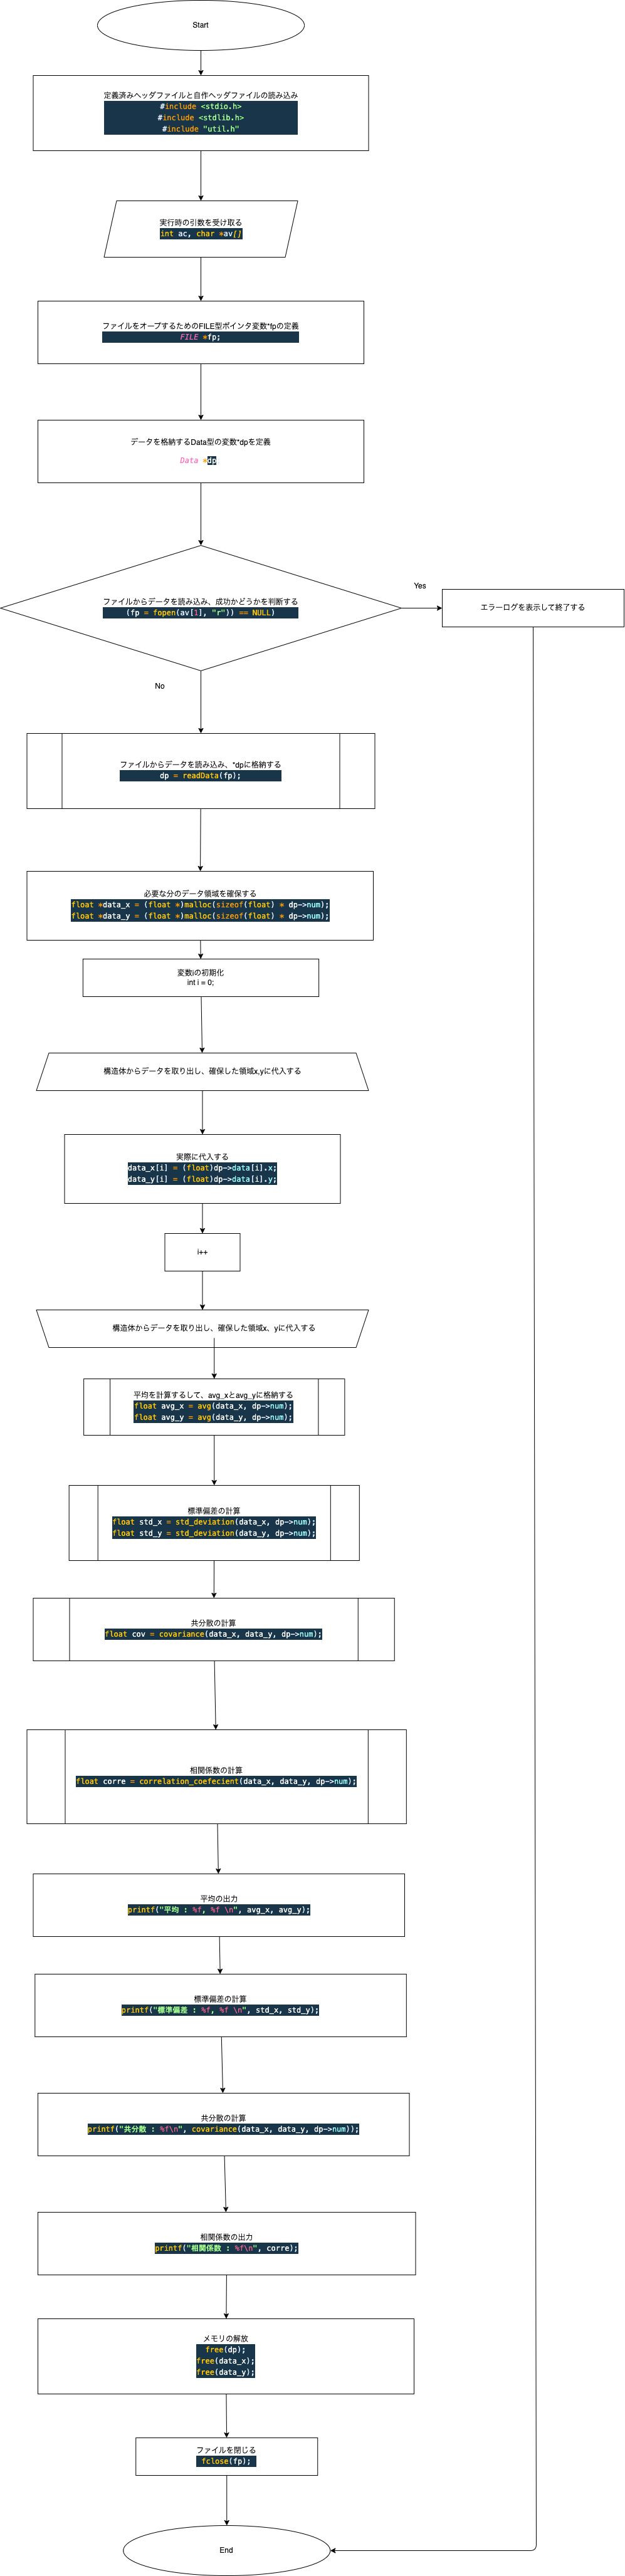 Start
定義済みヘッダファイルと自作ヘッダファイルの読み込み
#include <stdio.h>
#include <stdlib.h>
#include "util.h"
実行時の引数を受け取る
int ac, char *av[]
ファイルをオープするためのFILE型ポインタ変数*fpの定義
FILE *fp;
データを格納するData型の変数*dpを定義
Data *dp
ファイルからデータを読み込み、成功かどうかを判断する
(fp = fopen(av[1], "r")) == NULL)
Yes
エラーログを表示して終了する
No
ファイルからデータを読み込み、*dpに格納する
dp = readData(fp);
必要な分のデータ領域を確保する
float *data_x = (float *)malloc(sizeof(float) * dp->num);
float *data_y = (float *)malloc(sizeof(float) * dp->num);
変数iの初期化
int i = 0;
構造体からデータを取り出し、確保した領域x,yに代入する
実際に代入する
data_x[i] = (float)dp->data[i].x;
data_y[i] = (float)dp->data[i].y;
i++
構造体からデータを取り出し、確保した領域x、yに代入する
平均を計算するして、avg_xとavg_yに格納する
float avg_x = avg(data_x, dp->num);
float avg_y = avg(data_y, dp->num);
標準偏差の計算
float std_x = std_deviation(data_x, dp->num);
float std_y = std_deviation(data_y, dp->num);
共分散の計算
float cov = covariance(data_x, data_y, dp->num);
相関係数の計算
float corre = correlation_coefecient(data_x, data_y, dp->num);
平均の出力
printf("平均 : %f, %f \n", avg_x, avg_y);
標準偏差の計算
printf("標準偏差 : %f, %f \n", std_x, std_y);
共分散の計算
printf("共分散 : %f\n", covariance(data_x, data_y, dp->num));
相関係数の出力
printf("相関係数 : %f\n", corre);
メモリの解放
free(dp);
free(data_x);
free(data_y);
ファイルを閉じる
fclose(fp);
End